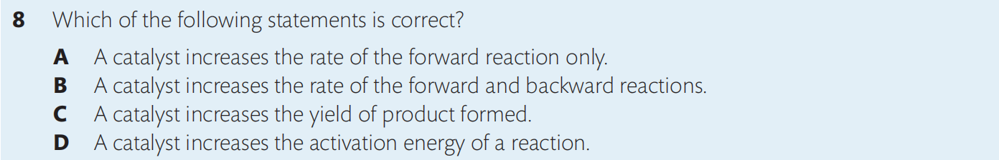 8 Which of the following statements is correct?
A A catalyst increases the rate of the forward reaction only.
B A catalyst increases the rate of the forward and backward reactions.
C A catalyst increases the yield of product formed.
D A catalyst increases the activation energy of a reaction.